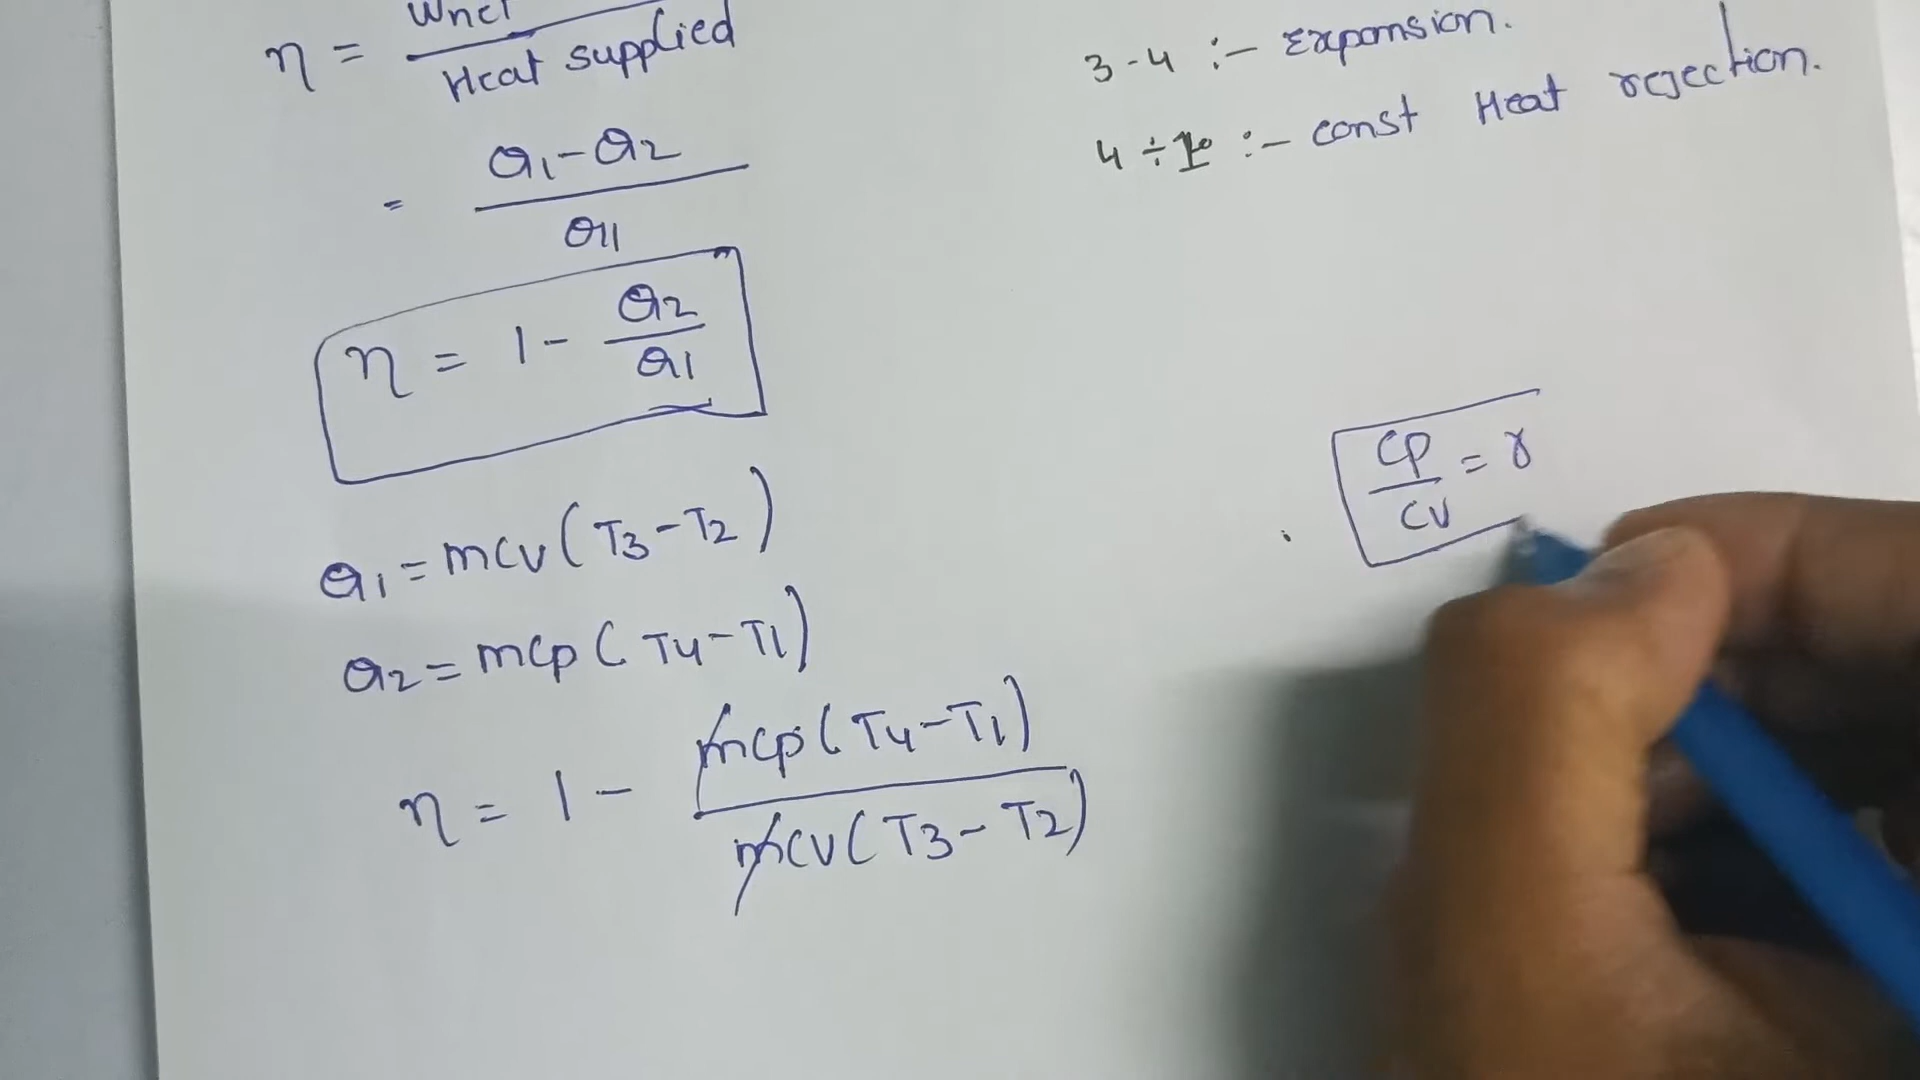 η = Wnet / Heat supplied
= Q1-Q2 / Q1
η = 1 - Q2/Q1
Q1 = mcv(T3-T2)
Q2 = mcp(T4-T1)
η = 1 - mcp(T4-T1) / mcv(T3-T2)
3-4 :- Expansion.
4 ÷ 1 :- const Heat rejection.
CP/CV = γ